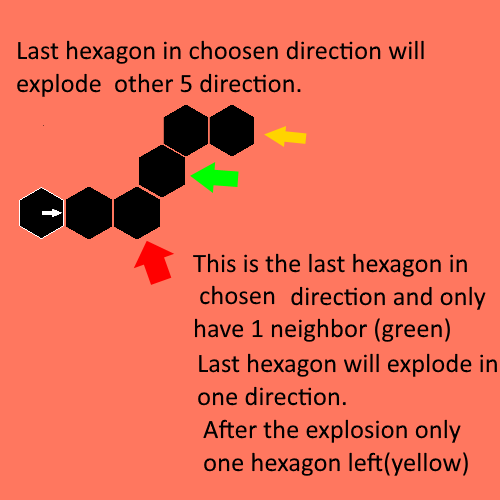 Last hexagon in choosen direction will
explode other 5 direction.
This is the last hexagon in
chosen direction and only
have 1 neighbor (green)
Last hexagon will explode in
one direction.
After the explosion only
one hexagon left(yellow)